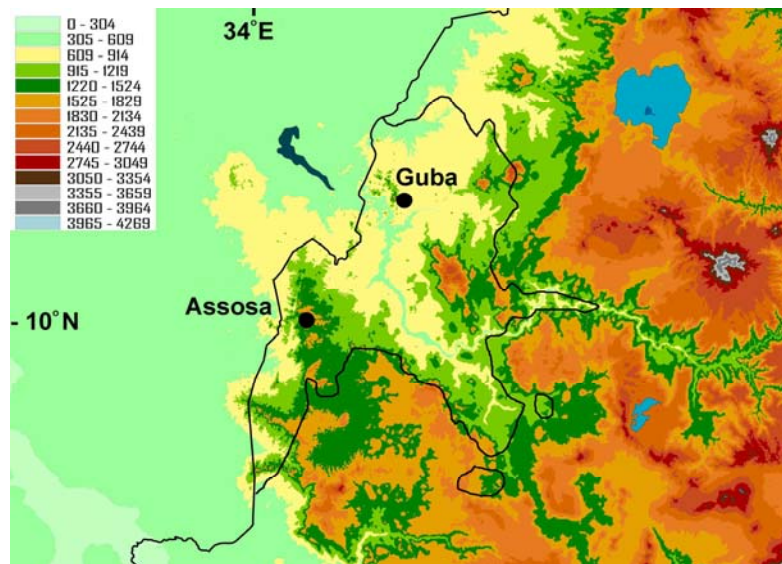 0 - 304
305 - 609
609 - 914
915 - 1219
1220 - 1524
1525 - 1829
1830 - 2134
2135 - 2439
2440 - 2744
2745 - 3049
3050 - 3354
3355 - 3659
3660 - 3964
3965 - 4269
34°E
Guba
Assosa
- 10°N